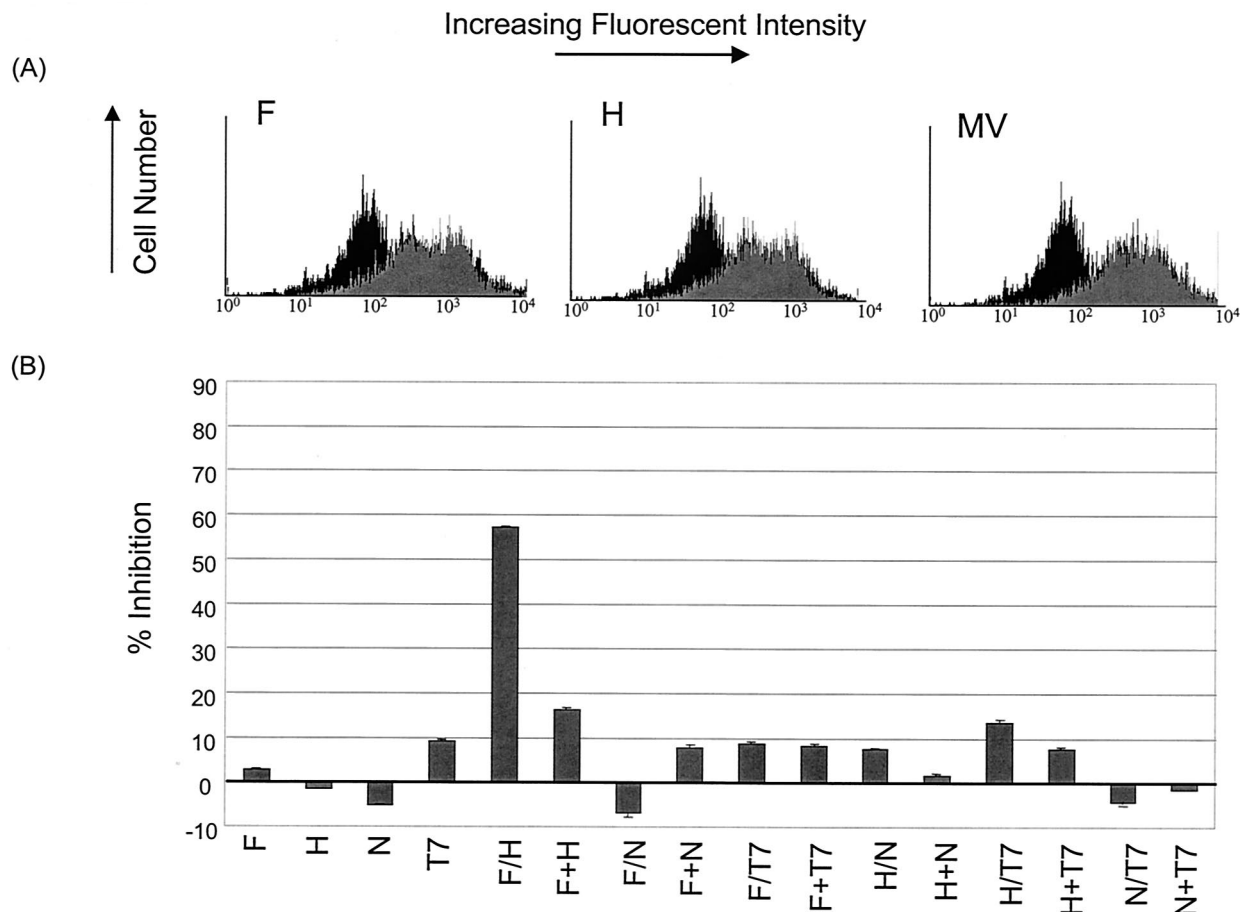 Increasing Fluorescent Intensity
(A)
Cell Number
F
H
MV
10⁰ 10¹ 10² 10³ 10⁴
10⁰ 10¹ 10² 10³ 10⁴
10⁰ 10¹ 10² 10³ 10⁴
(B)
% Inhibition
90
80
70
60
50
40
30
20
10
0
-10
F
H
N
T7
F/H
F+H
F/N
F+N
F/T7
F+T7
H/N
H+N
H/T7
H+T7
N/T7
N+T7